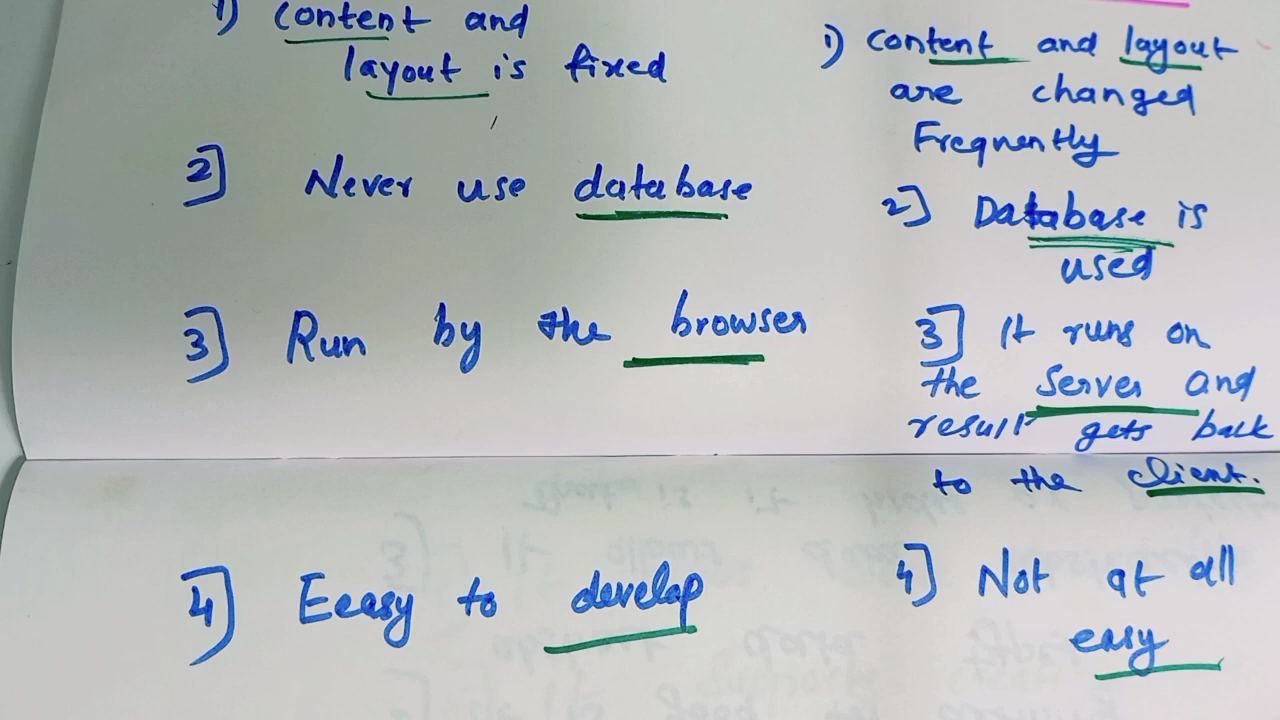 1) content and
layout is fixed
2] Never use database
3] Run by the browser
4] Eeasy to develop
1) content and layout
are changed
Frequently
2] Database is
used
3] It runs on
the server and
result gets back
to the client.
4] Not at all
easy